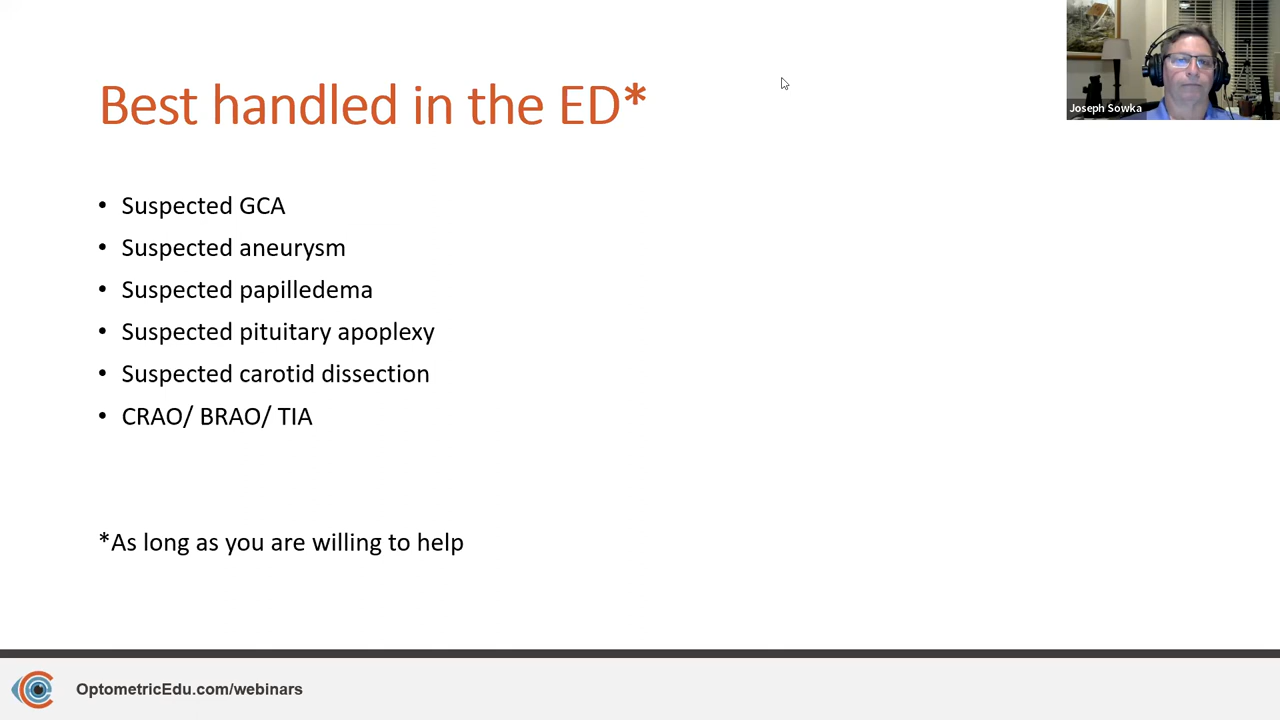 Best handled in the ED*
Joseph Sowka
• Suspected GCA
• Suspected aneurysm
• Suspected papilledema
• Suspected pituitary apoplexy
• Suspected carotid dissection
• CRAO/ BRAO/ TIA
*As long as you are willing to help
OptometricEdu.com/webinars